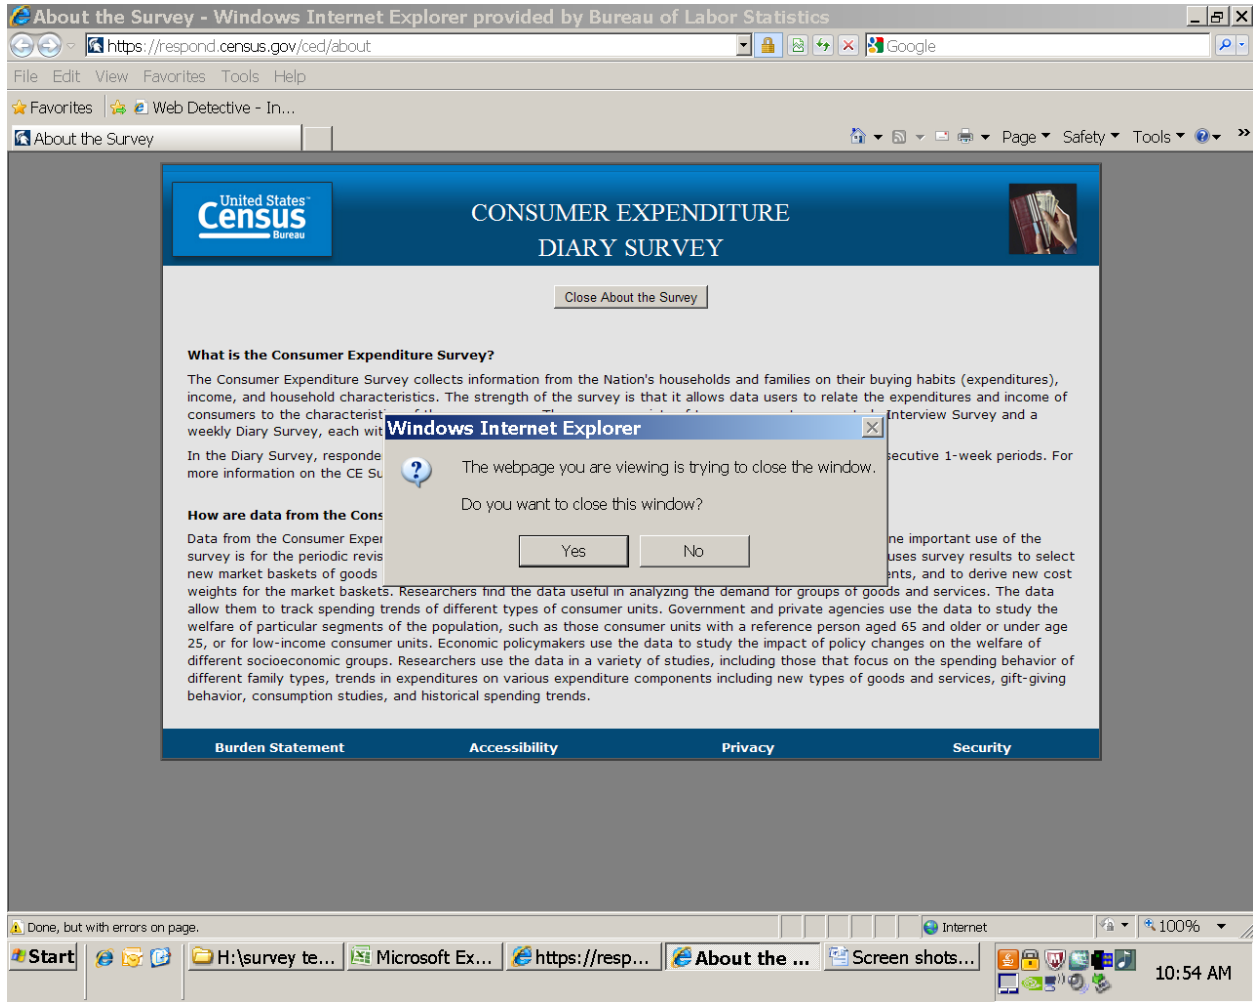 About the Survey - Windows Internet Explorer provided by Bureau of Labor Statistics
https://respond.census.gov/ced/about
Google
File Edit View Favorites Tools Help
Favorites Web Detective - In...
About the Survey
Page Safety Tools
United States™
Census
Bureau
CONSUMER EXPENDITURE
DIARY SURVEY
Close About the Survey
What is the Consumer Expenditure Survey?
The Consumer Expenditure Survey collects information from the Nation's households and families on their buying habits (expenditures),
income, and household characteristics. The strength of the survey is that it allows data users to relate the expenditures and income of
consumers to the Interview Survey and a
weekly Diary Survey, each
In the Diary Survey, 1-week periods. For
more information on the CE
Windows Internet Explorer
The webpage you are viewing is trying to close the window.
Do you want to close this window?
Yes No
How are data from the
Data from the Consumer important use of the
survey is for the periodic uses survey results to select
new market baskets of goods and to derive new cost
weights for the market baskets. Researchers find the data useful in analyzing the demand for groups of goods and services. The data
allow them to track spending trends of different types of consumer units. Government and private agencies use the data to study the
welfare of particular segments of the population, such as those consumer units with a reference person aged 65 and older or under age
25, or for low-income consumer units. Economic policymakers use the data to study the impact of policy changes on the welfare of
different socioeconomic groups. Researchers use the data in a variety of studies, including those that focus on the spending behavior of
different family types, trends in expenditures on various expenditure components including new types of goods and services, gift-giving
behavior, consumption studies, and historical spending trends.
Burden Statement Accessibility Privacy Security
Done, but with errors on page. Internet 100%
Start H:\survey te... Microsoft Ex... https://resp... About the ... Screen shots... 10:54 AM